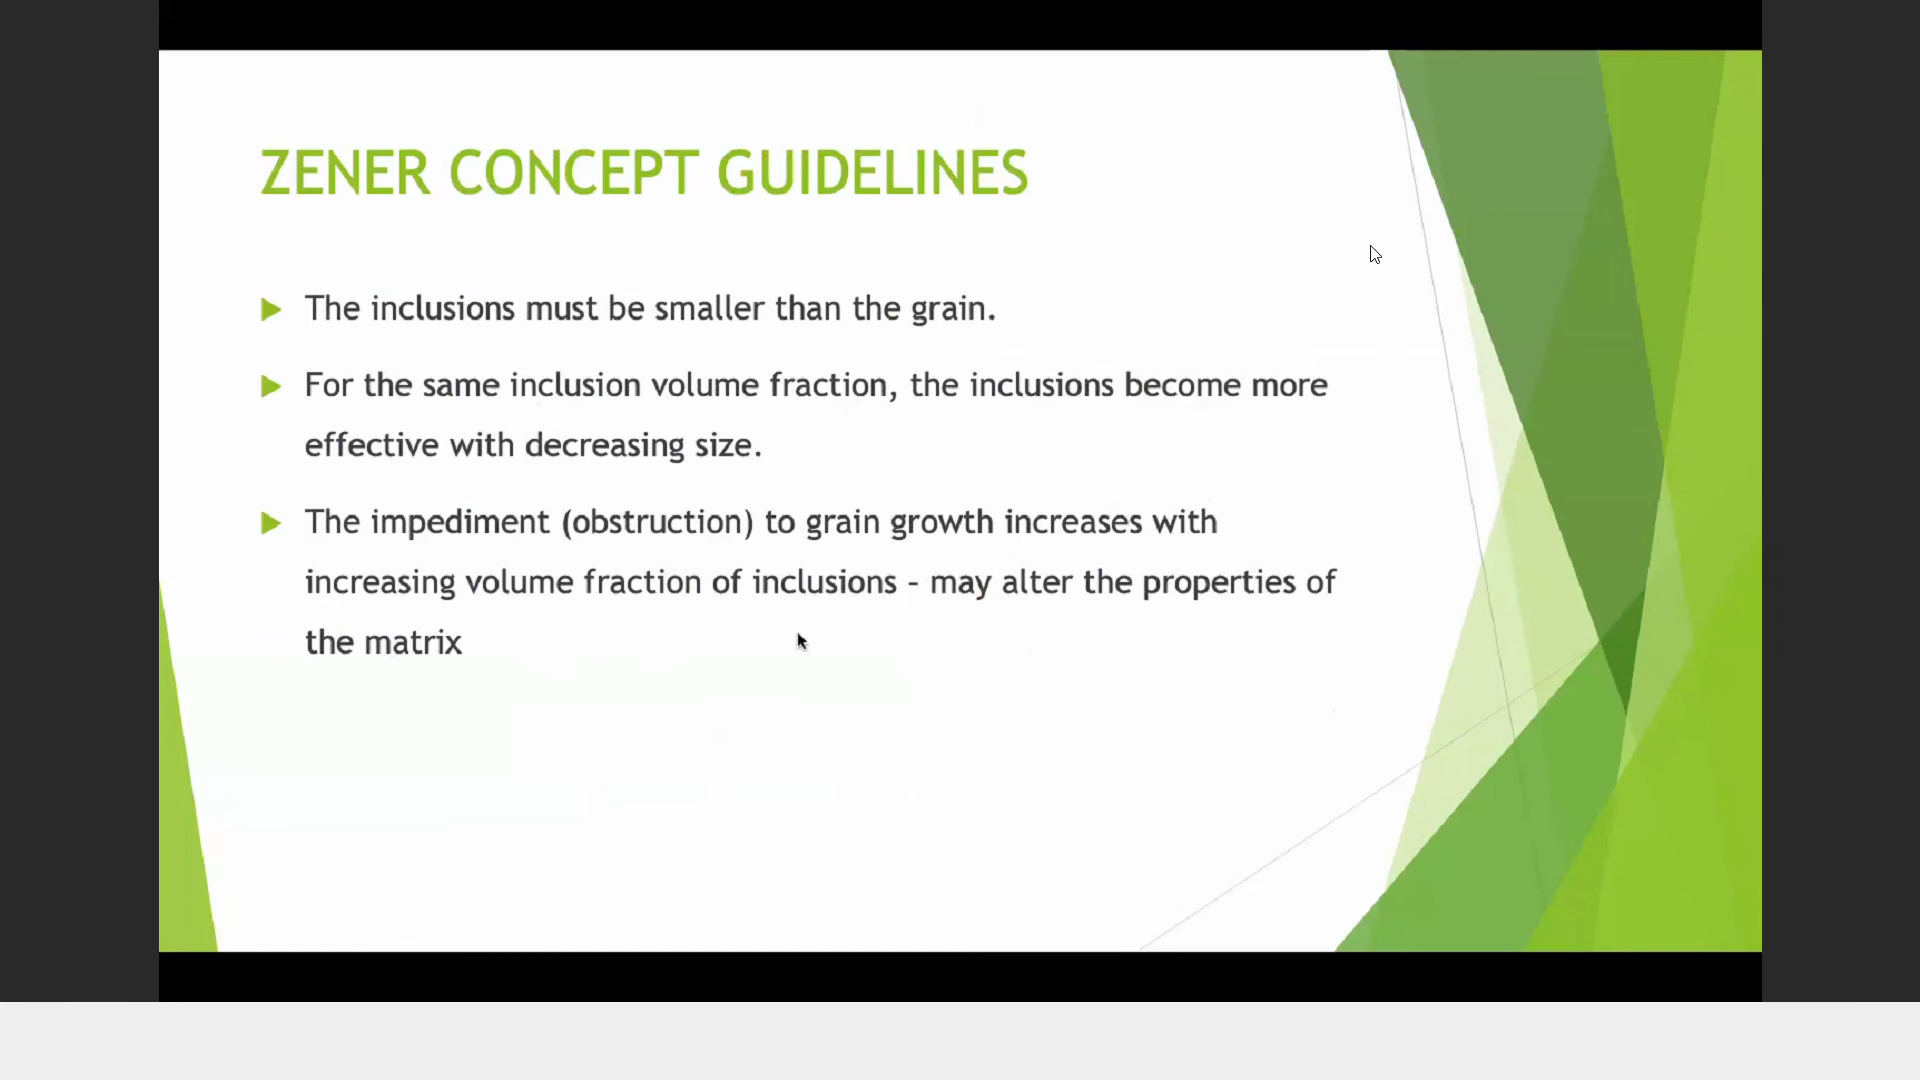 ZENER CONCEPT GUIDELINES
The inclusions must be smaller than the grain.
For the same inclusion volume fraction, the inclusions become more
effective with decreasing size.
The impediment (obstruction) to grain growth increases with
increasing volume fraction of inclusions – may alter the properties of
the matrix